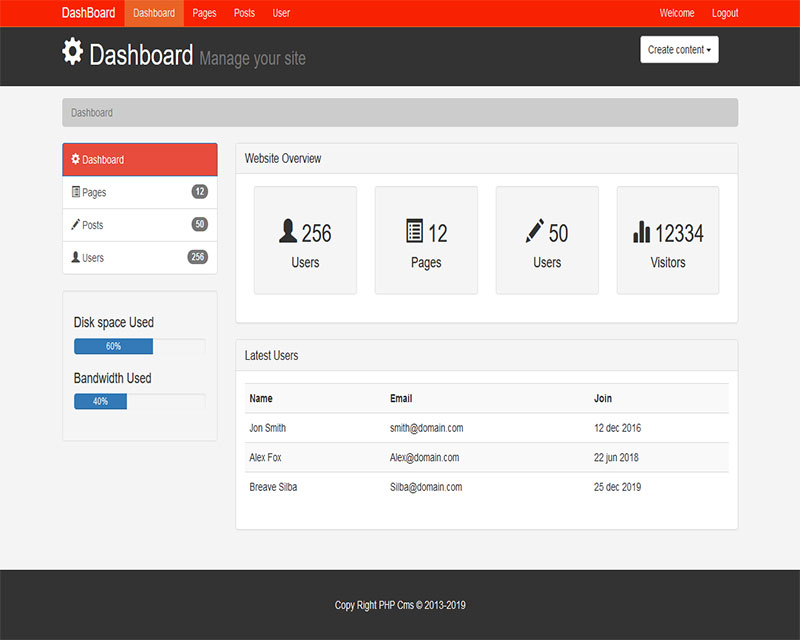 DashBoard Dashboard Pages Posts User Welcome Logout
Dashboard Manage your site Create content
Dashboard
Dashboard
Pages 12
Posts 50
Users 256
Disk space Used
60%
Bandwidth Used
40%
Website Overview
256 12 50 12334
Users Pages Users Visitors
Latest Users
Name Email Join
Jon Smith smith@domain.com 12 dec 2016
Alex Fox Alex@domain.com 22 jun 2018
Breave Silba Silba@domain.com 25 dec 2019
Copy Right PHP Cms © 2013-2019